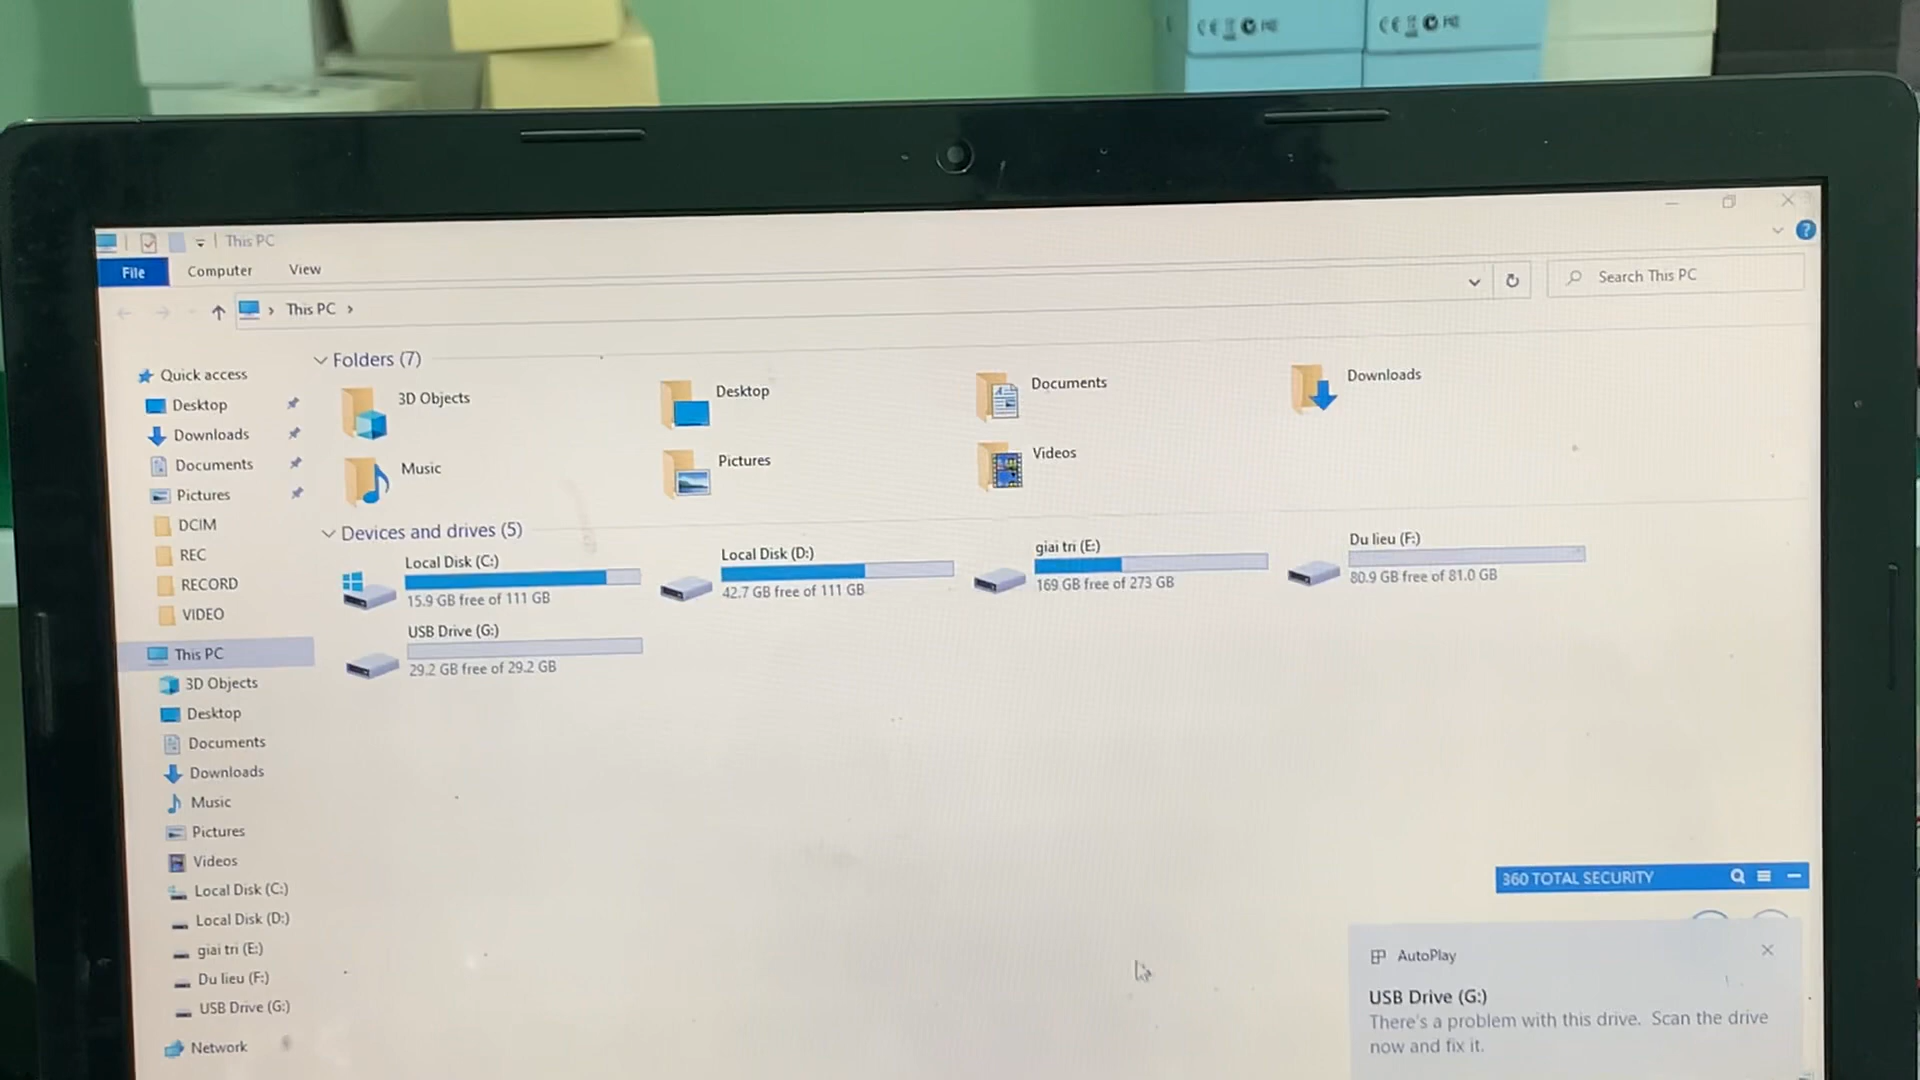 This PC
File
Computer
View
This PC
Search This PC
Quick access
Desktop
Downloads
Documents
Pictures
DCIM
REC
RECORD
VIDEO
This PC
3D Objects
Desktop
Documents
Downloads
Music
Pictures
Videos
Local Disk (C:)
Local Disk (D:)
giai tri (E:)
Du lieu (F:)
USB Drive (G:)
Network
Folders (7)
3D Objects
Desktop
Documents
Downloads
Music
Pictures
Videos
Devices and drives (5)
Local Disk (C:)
15.9 GB free of 111 GB
Local Disk (D:)
42.7 GB free of 111 GB
giai tri (E:)
169 GB free of 273 GB
Du lieu (F:)
80.9 GB free of 81.0 GB
USB Drive (G:)
29.2 GB free of 29.2 GB
360 TOTAL SECURITY
AutoPlay
USB Drive (G:)
There's a problem with this drive. Scan the drive
now and fix it.